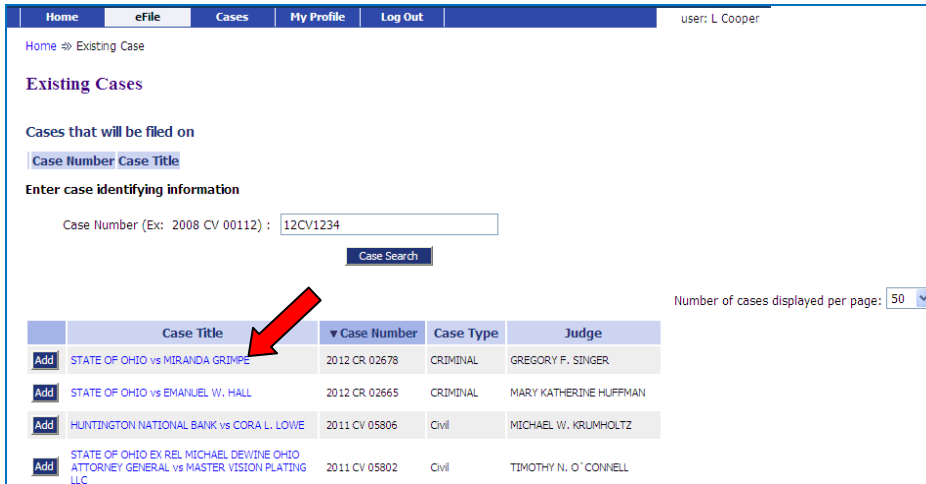 Home eFile Cases My Profile Log Out user: L Cooper
Home ⇒ Existing Case
Existing Cases
Cases that will be filed on
Case Number Case Title
Enter case identifying information
Case Number (Ex: 2008 CV 00112) : 12CV1234
Case Search
Number of cases displayed per page: 50
Case Title ▼ Case Number Case Type Judge
Add STATE OF OHIO vs MIRANDA GRIMPE 2012 CR 02678 CRIMINAL GREGORY F. SINGER
Add STATE OF OHIO vs EMANUEL W. HALL 2012 CR 02665 CRIMINAL MARY KATHERINE HUFFMAN
Add HUNTINGTON NATIONAL BANK vs CORA L. LOWE 2011 CV 05806 Civil MICHAEL W. KRUMHOLTZ
STATE OF OHIO EX REL MICHAEL DEWINE OHIO
Add ATTORNEY GENERAL vs MASTER VISION PLATING 2011 CV 05802 Civil TIMOTHY N. O`CONNELL
LLC